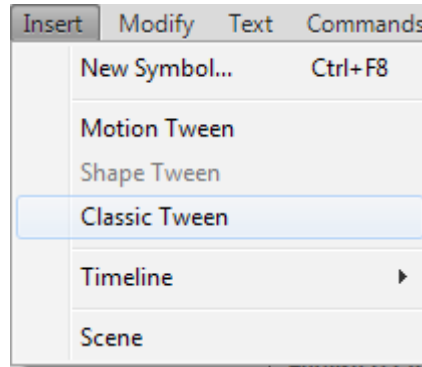 Insert Modify Text Commands
New Symbol... Ctrl+F8
Motion Tween
Shape Tween
Classic Tween
Timeline
Scene